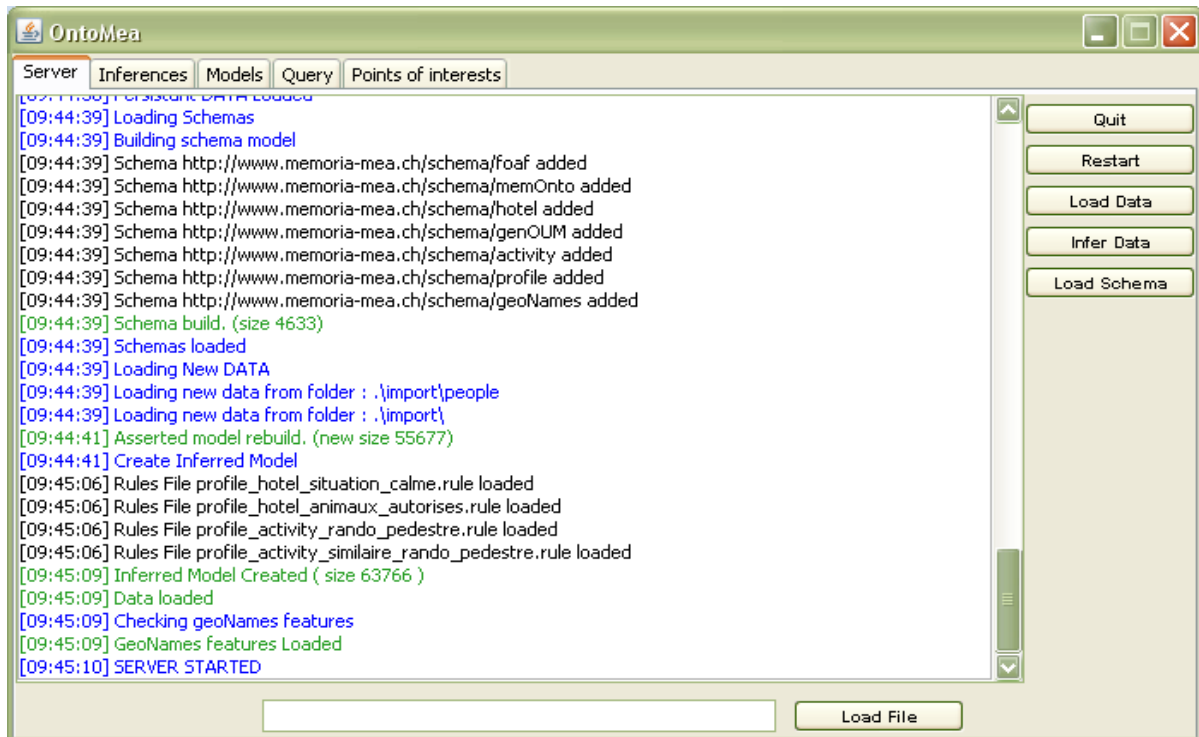 OntoMea
Server Inferences Models Query Points of interests
Persistant DATA Loaded
[09:44:39] Loading Schemas
[09:44:39] Building schema model
[09:44:39] Schema http://www.memoria-mea.ch/schema/foaf added
[09:44:39] Schema http://www.memoria-mea.ch/schema/memOnto added
[09:44:39] Schema http://www.memoria-mea.ch/schema/hotel added
[09:44:39] Schema http://www.memoria-mea.ch/schema/genOUM added
[09:44:39] Schema http://www.memoria-mea.ch/schema/activity added
[09:44:39] Schema http://www.memoria-mea.ch/schema/profile added
[09:44:39] Schema http://www.memoria-mea.ch/schema/geoNames added
[09:44:39] Schema build. (size 4633)
[09:44:39] Schemas loaded
[09:44:39] Loading New DATA
[09:44:39] Loading new data from folder : .\import\people
[09:44:39] Loading new data from folder : .\import\
[09:44:41] Asserted model rebuild. (new size 55677)
[09:44:41] Create Inferred Model
[09:45:06] Rules File profile_hotel_situation_calme.rule loaded
[09:45:06] Rules File profile_hotel_animaux_autorises.rule loaded
[09:45:06] Rules File profile_activity_rando_pedestre.rule loaded
[09:45:06] Rules File profile_activity_similaire_rando_pedestre.rule loaded
[09:45:09] Inferred Model Created ( size 63766 )
[09:45:09] Data loaded
[09:45:09] Checking geoNames features
[09:45:09] GeoNames features Loaded
[09:45:10] SERVER STARTED
Quit
Restart
Load Data
Infer Data
Load Schema
Load File